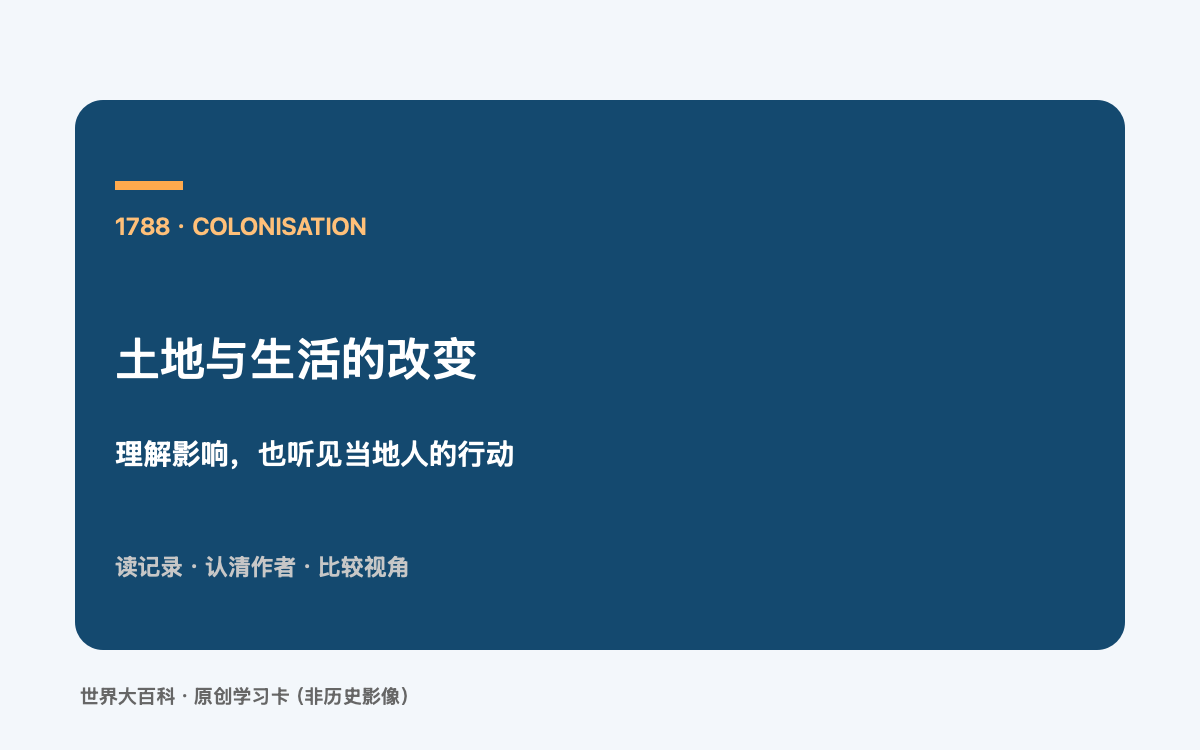 1788 · COLONISATION
土地与生活的改变
理解影响，也听见当地人的行动
读记录 · 认清作者 · 比较视角
世界大百科 · 原创学习卡 (非历史影像)